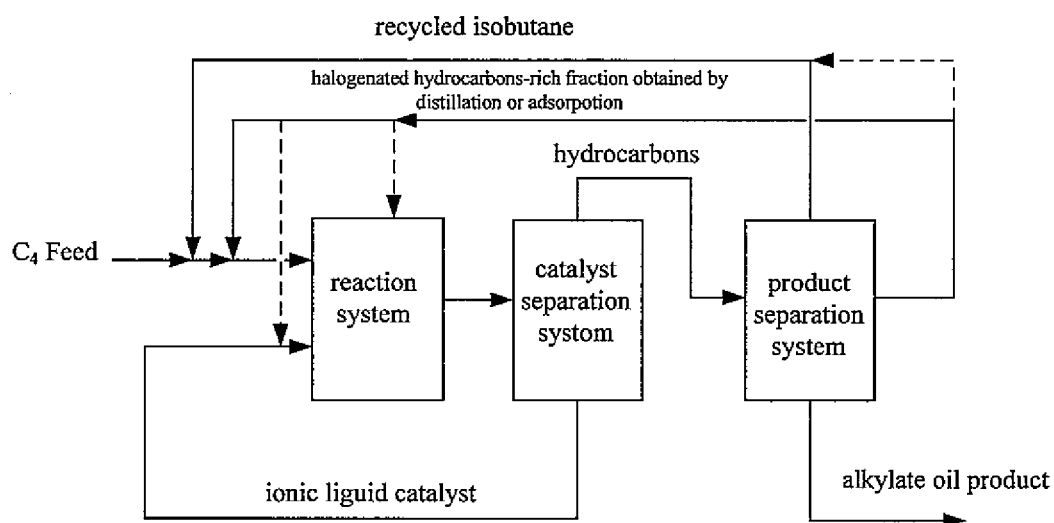 recycled isobutane
halogenated hydrocarbons-rich fraction obtained by
distillation or adsorpotion
hydrocarbons
C₄ Feed
reaction
system
catalyst
separation
systom
product
separation
system
ionic liguid catalyst
alkylate oil product